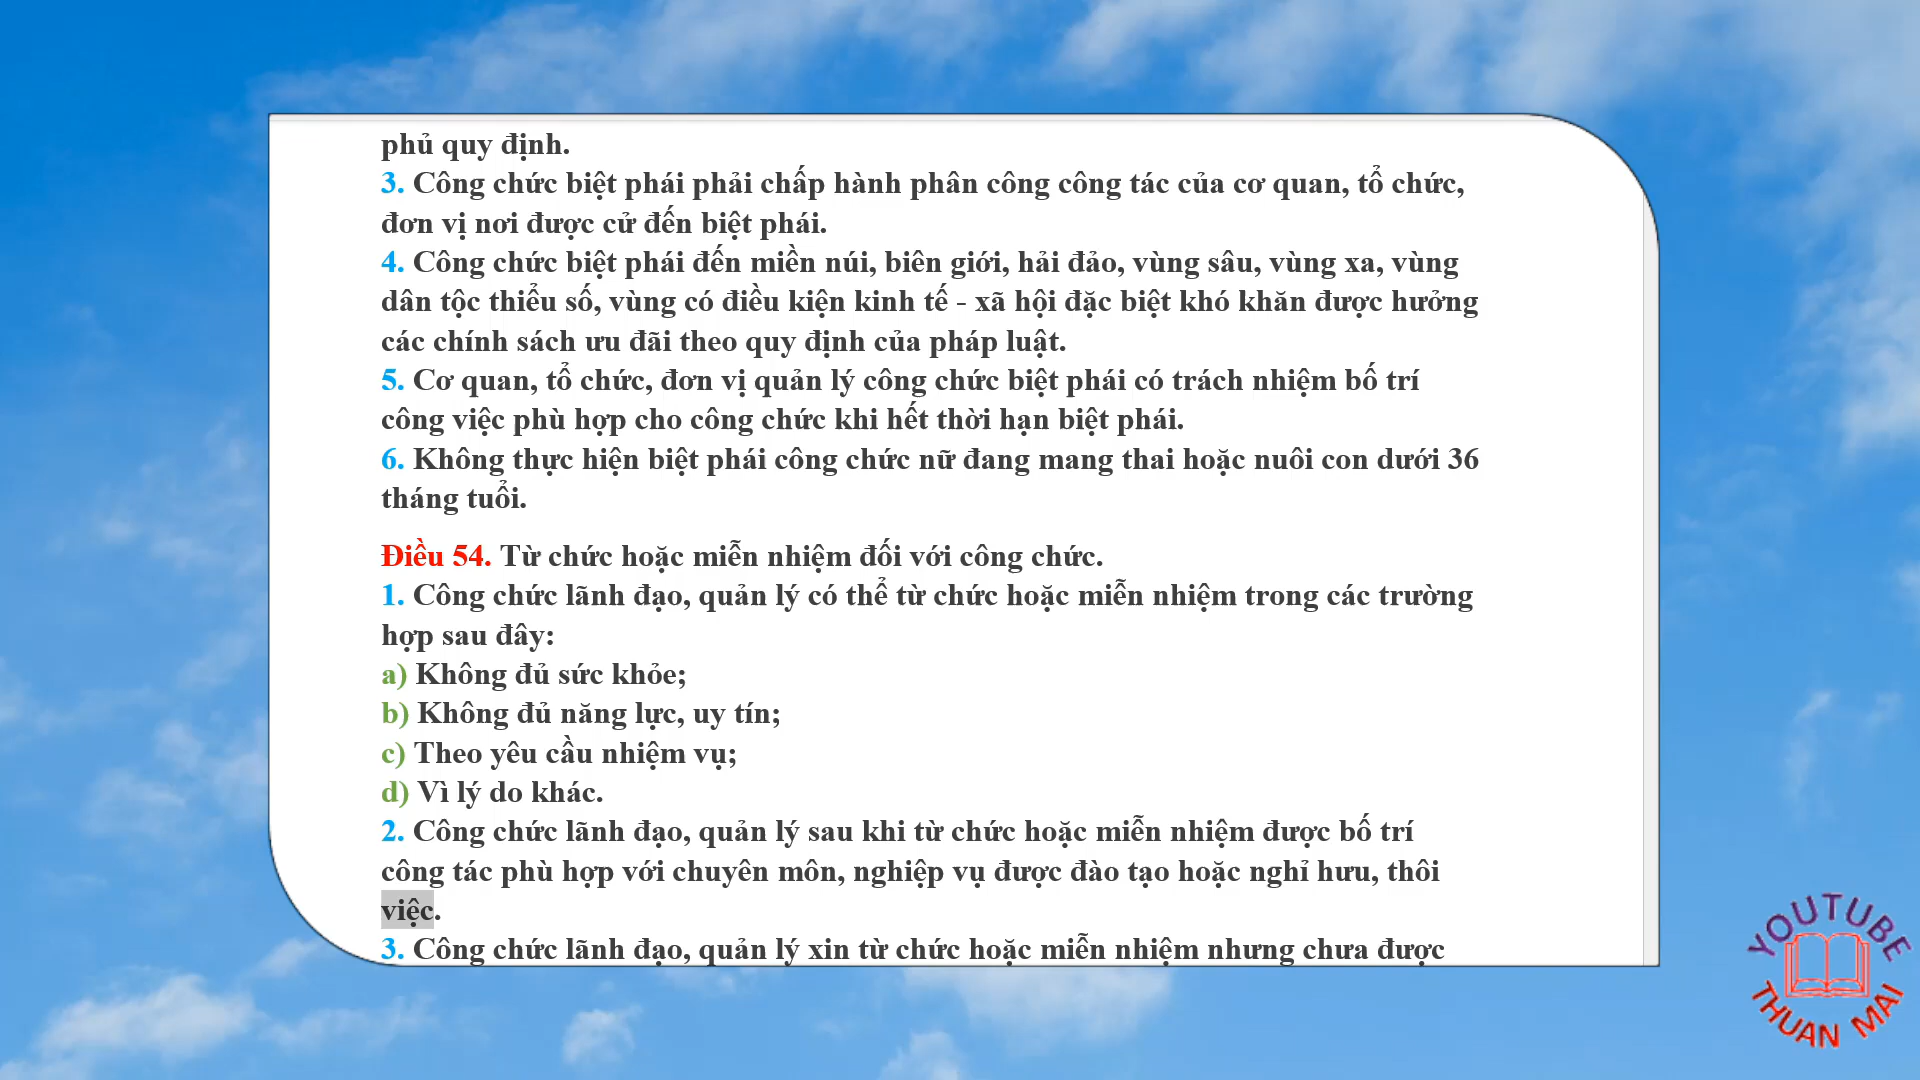 phủ quy định.
3. Công chức biệt phái phải chấp hành phân công công tác của cơ quan, tổ chức,
đơn vị nơi được cử đến biệt phái.
4. Công chức biệt phái đến miền núi, biên giới, hải đảo, vùng sâu, vùng xa, vùng
dân tộc thiểu số, vùng có điều kiện kinh tế - xã hội đặc biệt khó khăn được hưởng
các chính sách ưu đãi theo quy định của pháp luật.
5. Cơ quan, tổ chức, đơn vị quản lý công chức biệt phái có trách nhiệm bố trí
công việc phù hợp cho công chức khi hết thời hạn biệt phái.
6. Không thực hiện biệt phái công chức nữ đang mang thai hoặc nuôi con dưới 36
tháng tuổi.
Điều 54. Từ chức hoặc miễn nhiệm đối với công chức.
1. Công chức lãnh đạo, quản lý có thể từ chức hoặc miễn nhiệm trong các trường
hợp sau đây:
a) Không đủ sức khỏe;
b) Không đủ năng lực, uy tín;
c) Theo yêu cầu nhiệm vụ;
d) Vì lý do khác.
2. Công chức lãnh đạo, quản lý sau khi từ chức hoặc miễn nhiệm được bố trí
công tác phù hợp với chuyên môn, nghiệp vụ được đào tạo hoặc nghỉ hưu, thôi
việc.
3. Công chức lãnh đạo, quản lý xin từ chức hoặc miễn nhiệm nhưng chưa được
YOUTUBE
THUAN MAI